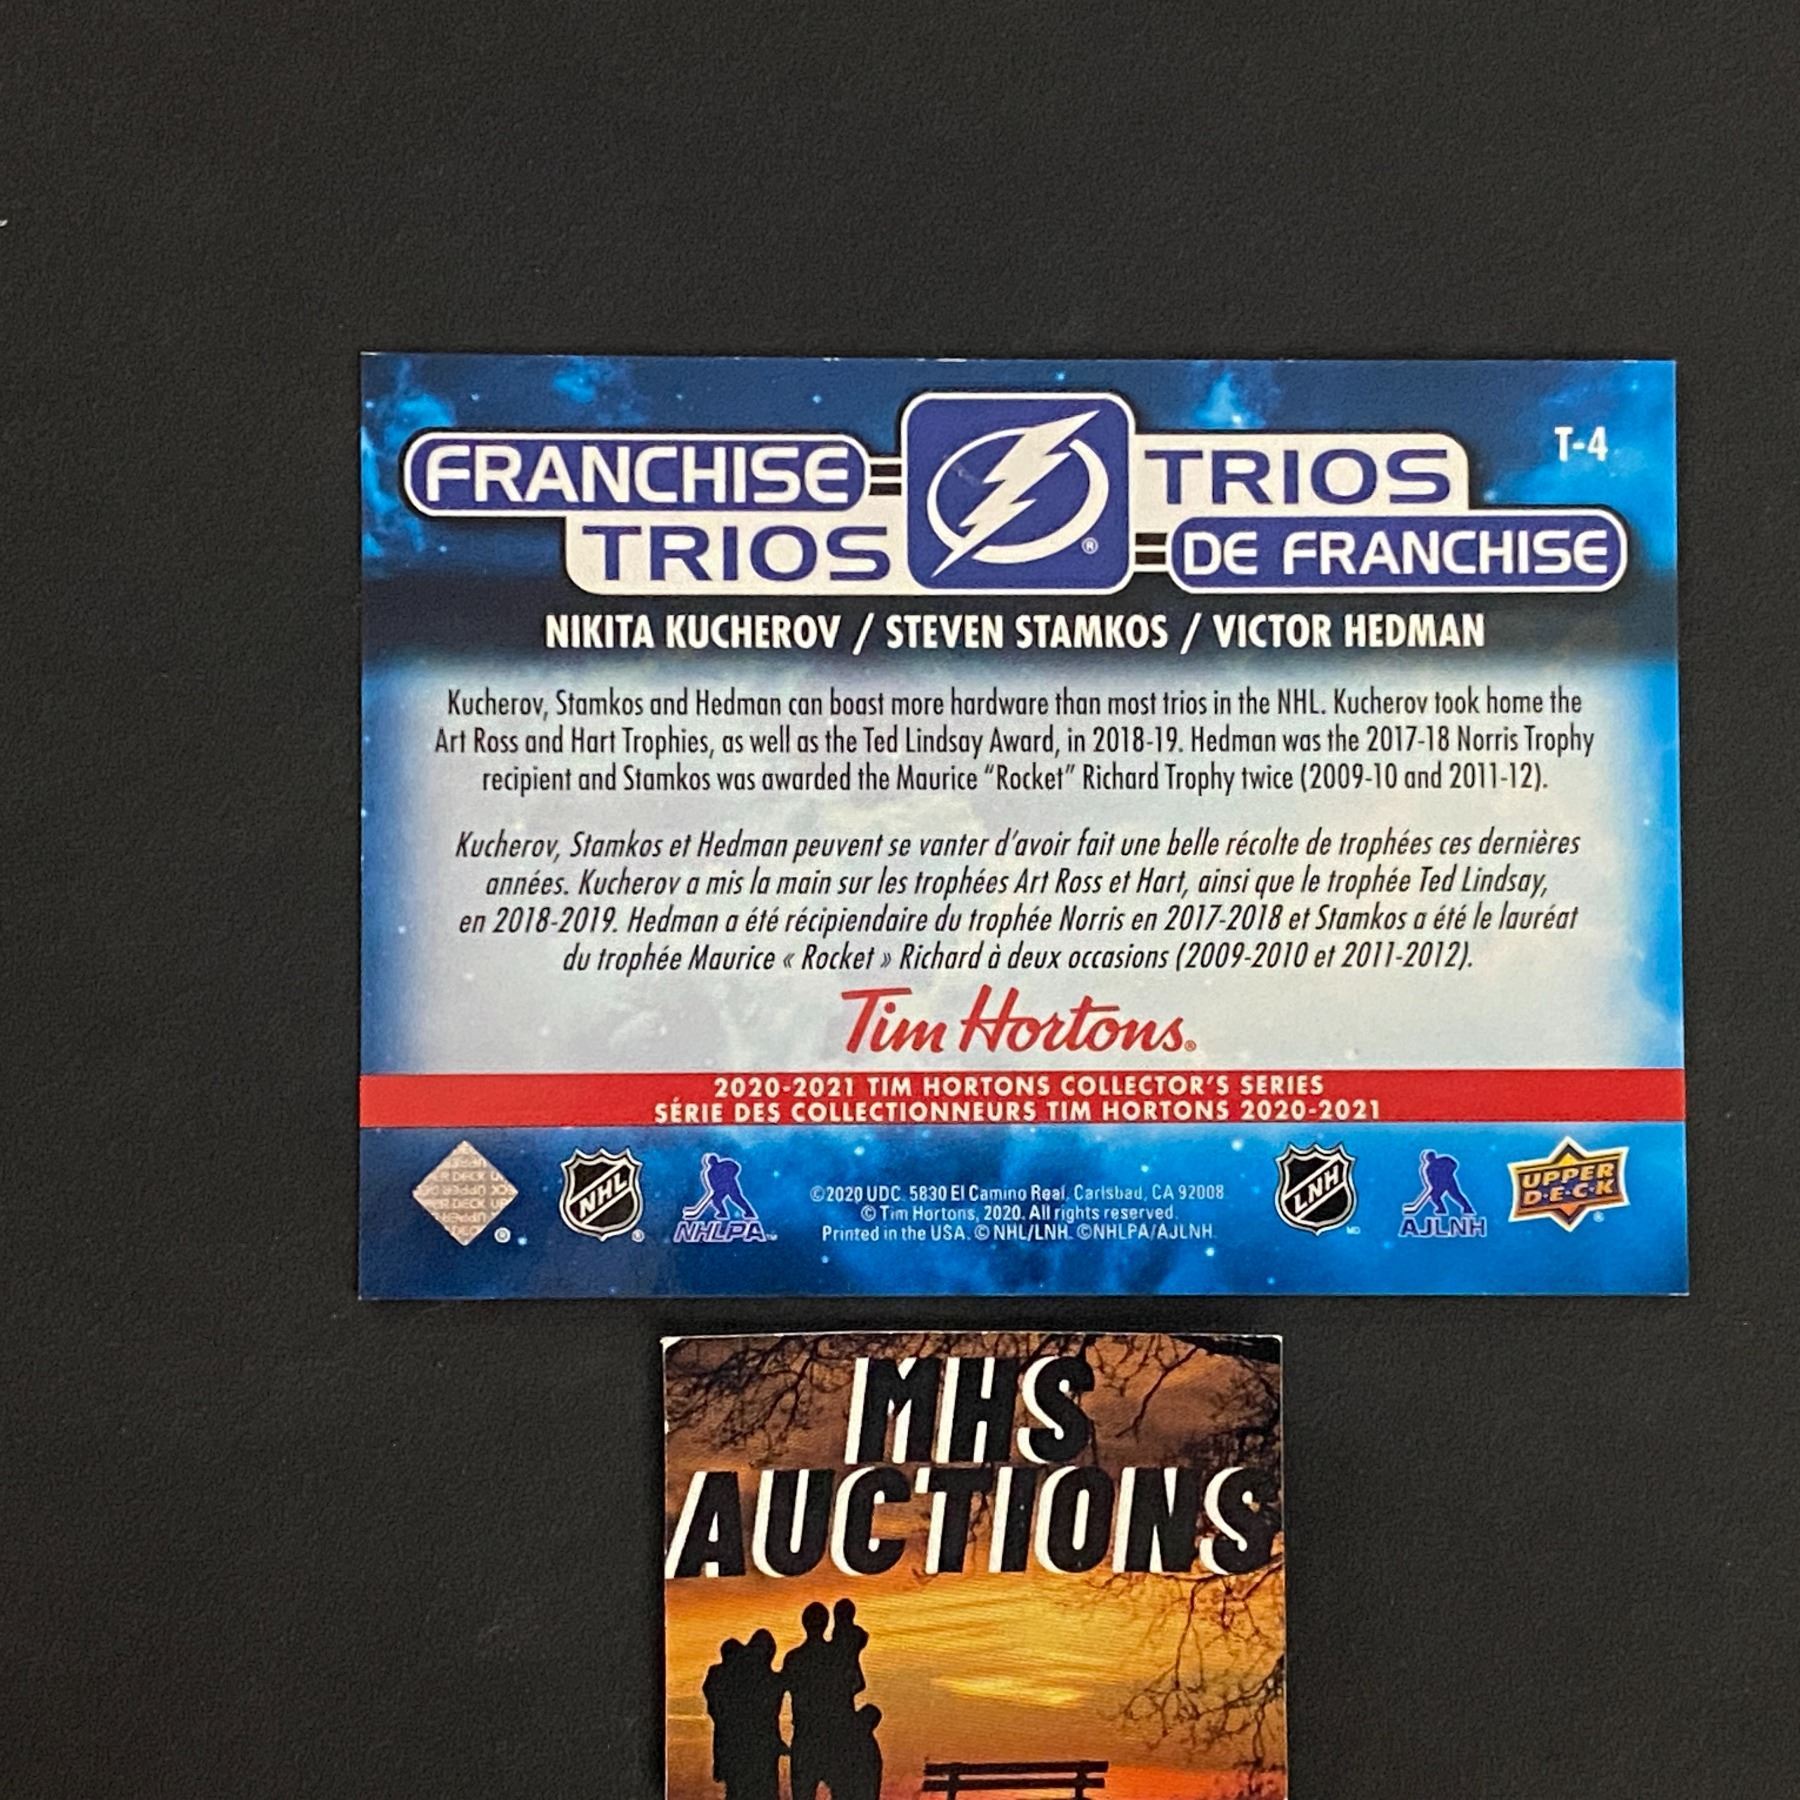 T-4
FRANCHISE TRIOS
TRIOS DE FRANCHISE
NIKITA KUCHEROV / STEVEN STAMKOS / VICTOR HEDMAN
Kucherov, Stamkos and Hedman can boast more hardware than most trios in the NHL. Kucherov took home the
Art Ross and Hart Trophies, as well as the Ted Lindsay Award, in 2018-19. Hedman was the 2017-18 Norris Trophy
recipient and Stamkos was awarded the Maurice "Rocket" Richard Trophy twice (2009-10 and 2011-12).
Kucherov, Stamkos et Hedman peuvent se vanter d'avoir fait une belle récolte de trophées ces dernières
années. Kucherov a mis la main sur les trophées Art Ross et Hart, ainsi que le trophée Ted Lindsay,
en 2018-2019. Hedman a été récipiendaire du trophée Norris en 2017-2018 et Stamkos a été le lauréat
du trophée Maurice « Rocket » Richard à deux occasions (2009-2010 et 2011-2012).
Tim Hortons®
2020-2021 TIM HORTONS COLLECTOR'S SERIES
SÉRIE DES COLLECTIONNEURS TIM HORTONS 2020-2021
NHL
NHLPA
©2020 UDC. 5830 El Camino Real, Carlsbad, CA 92008.
© Tim Hortons, 2020. All rights reserved.
Printed in the USA. © NHL/LNH. ©NHLPA/AJLNH.
LNH
AJLNH
UPPER
DECK
MHS
AUCTIONS